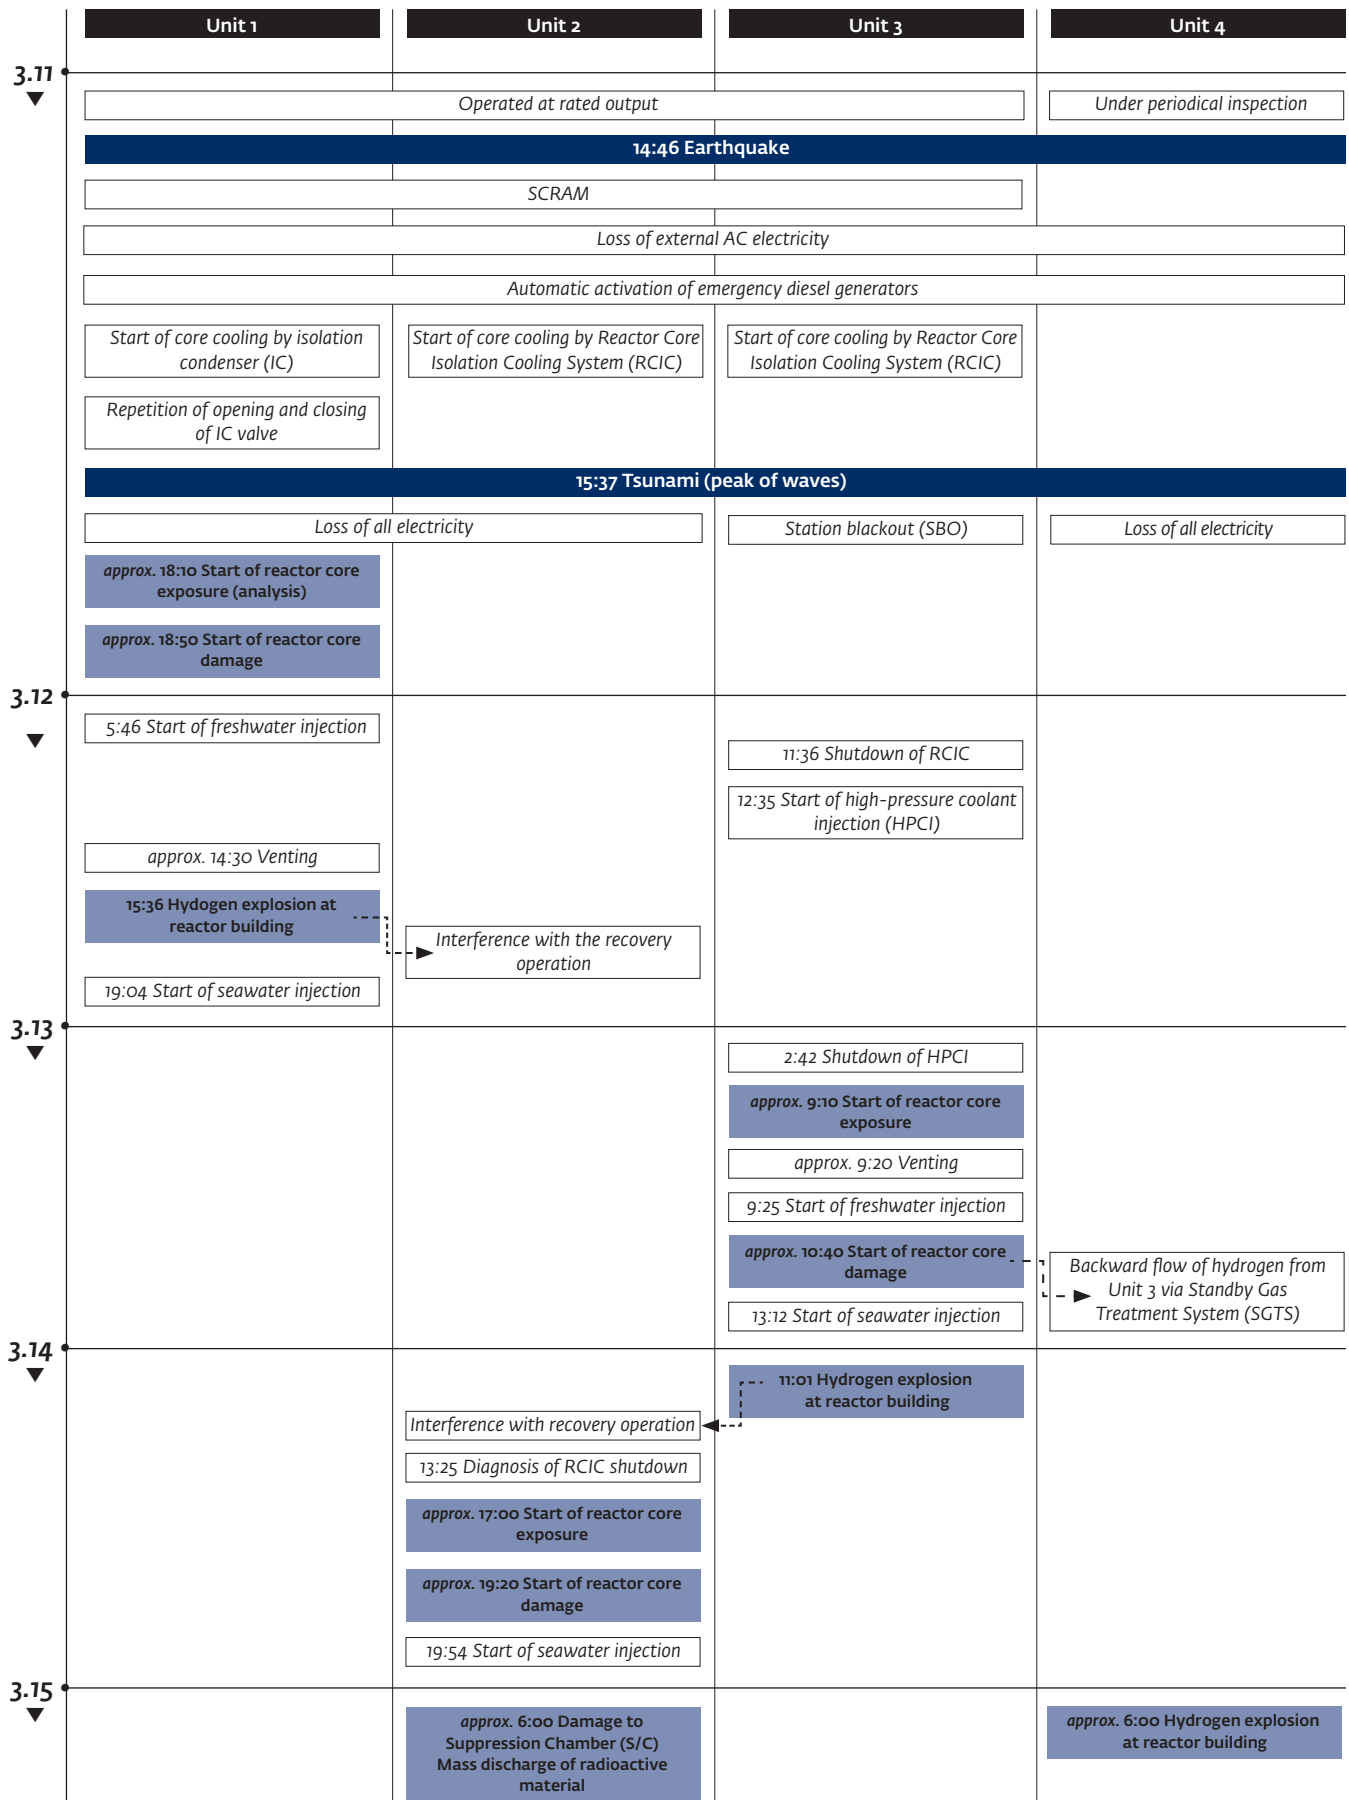 Unit 1
Unit 2
Unit 3
Unit 4
3.11
Operated at rated output
Under periodical inspection
14:46 Earthquake
SCRAM
Loss of external AC electricity
Automatic activation of emergency diesel generators
Start of core cooling by isolation
condenser (IC)
Start of core cooling by Reactor Core
Isolation Cooling System (RCIC)
Start of core cooling by Reactor Core
Isolation Cooling System (RCIC)
Repetition of opening and closing
of IC valve
15:37 Tsunami (peak of waves)
Loss of all electricity
Station blackout (SBO)
Loss of all electricity
approx. 18:10 Start of reactor core
exposure (analysis)
approx. 18:50 Start of reactor core
damage
3.12
5:46 Start of freshwater injection
11:36 Shutdown of RCIC
12:35 Start of high-pressure coolant
injection (HPCI)
approx. 14:30 Venting
15:36 Hydogen explosion at
reactor building
Interference with the recovery
operation
19:04 Start of seawater injection
3.13
2:42 Shutdown of HPCI
approx. 9:10 Start of reactor core
exposure
approx. 9:20 Venting
9:25 Start of freshwater injection
approx. 10:40 Start of reactor core
damage
Backward flow of hydrogen from
Unit 3 via Standby Gas
Treatment System (SGTS)
13:12 Start of seawater injection
3.14
11:01 Hydrogen explosion
at reactor building
Interference with recovery operation
13:25 Diagnosis of RCIC shutdown
approx. 17:00 Start of reactor core
exposure
approx. 19:20 Start of reactor core
damage
19:54 Start of seawater injection
3.15
approx. 6:00 Damage to
Suppression Chamber (S/C)
Mass discharge of radioactive
material
approx. 6:00 Hydrogen explosion
at reactor building